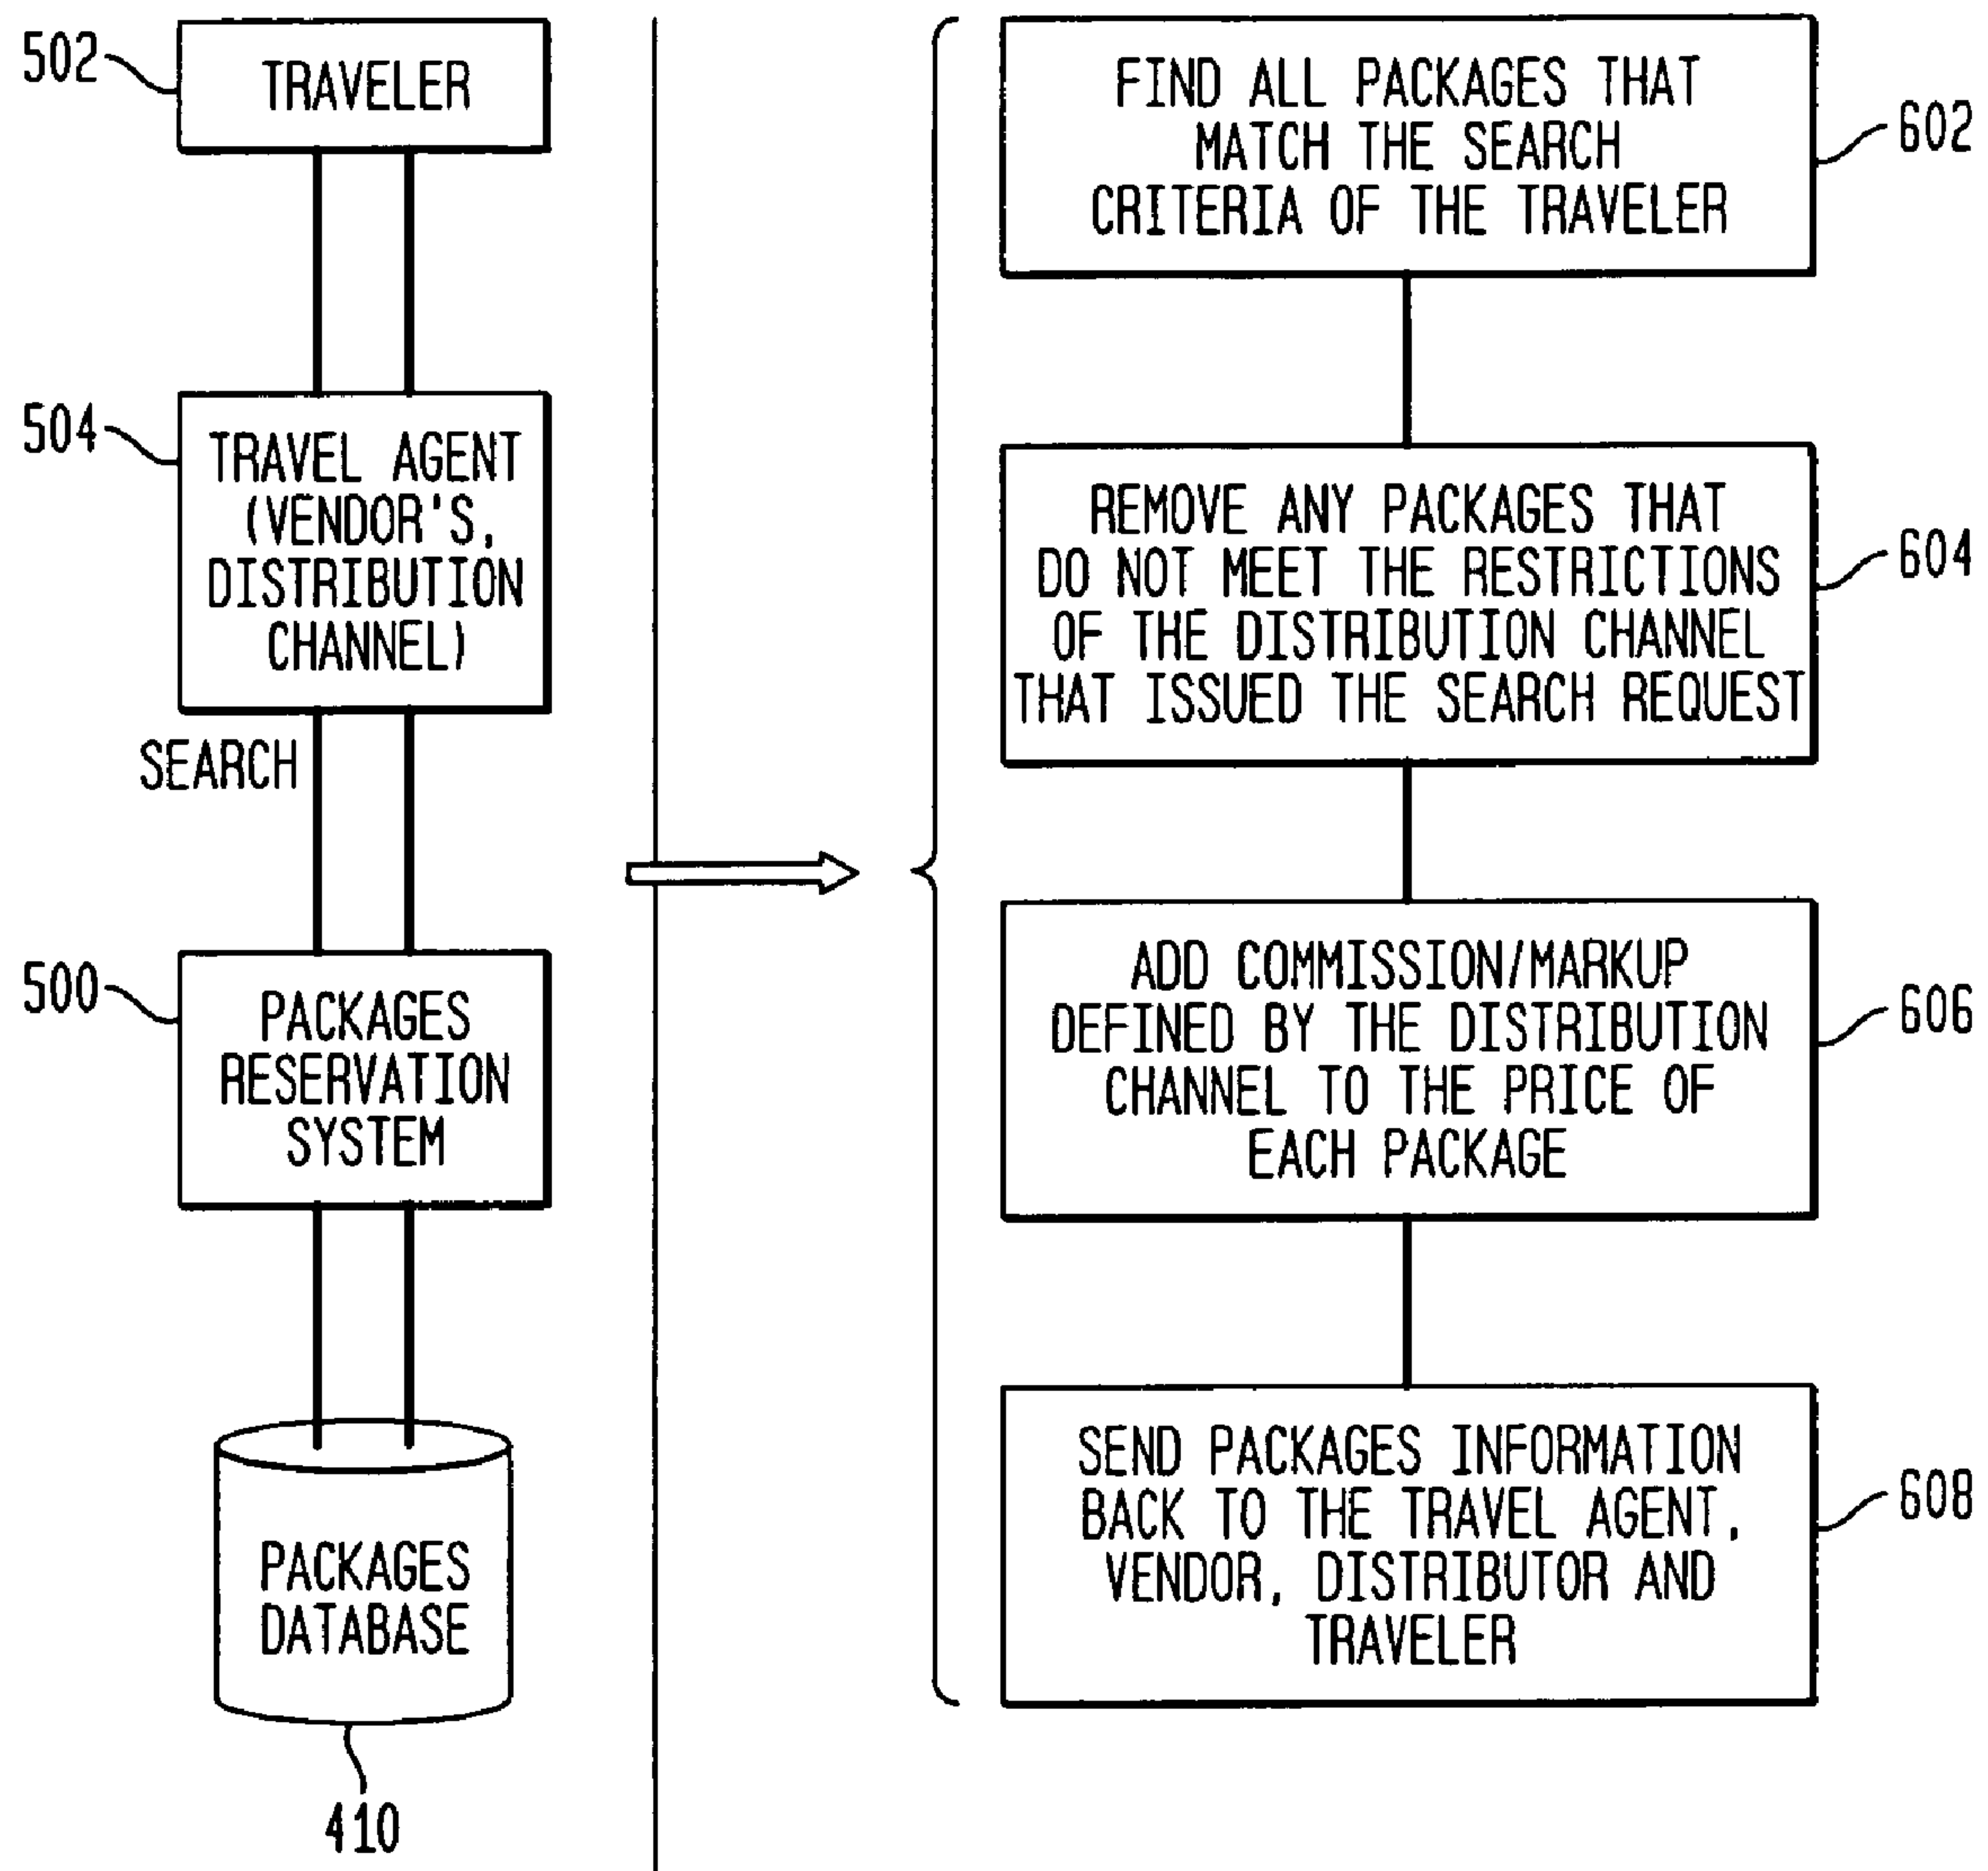 502
TRAVELER
504
TRAVEL AGENT
(VENDOR'S,
DISTRIBUTION
CHANNEL)
SEARCH
500
PACKAGES
RESERVATION
SYSTEM
PACKAGES
DATABASE
410
FIND ALL PACKAGES THAT
MATCH THE SEARCH
CRITERIA OF THE TRAVELER
602
REMOVE ANY PACKAGES THAT
DO NOT MEET THE RESTRICTIONS
OF THE DISTRIBUTION CHANNEL
THAT ISSUED THE SEARCH REQUEST
604
ADD COMMISSION/MARKUP
DEFINED BY THE DISTRIBUTION
CHANNEL TO THE PRICE OF
EACH PACKAGE
606
SEND PACKAGES INFORMATION
BACK TO THE TRAVEL AGENT,
VENDOR, DISTRIBUTOR AND
TRAVELER
608